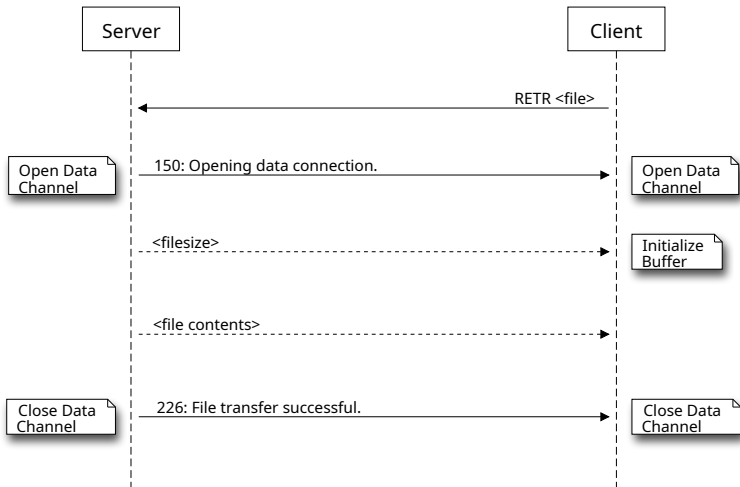 Server
Client
RETR <file>
Open Data
Channel
150: Opening data connection.
Open Data
Channel
<filesize>
Initialize
Buffer
<file contents>
Close Data
Channel
226: File transfer successful.
Close Data
Channel